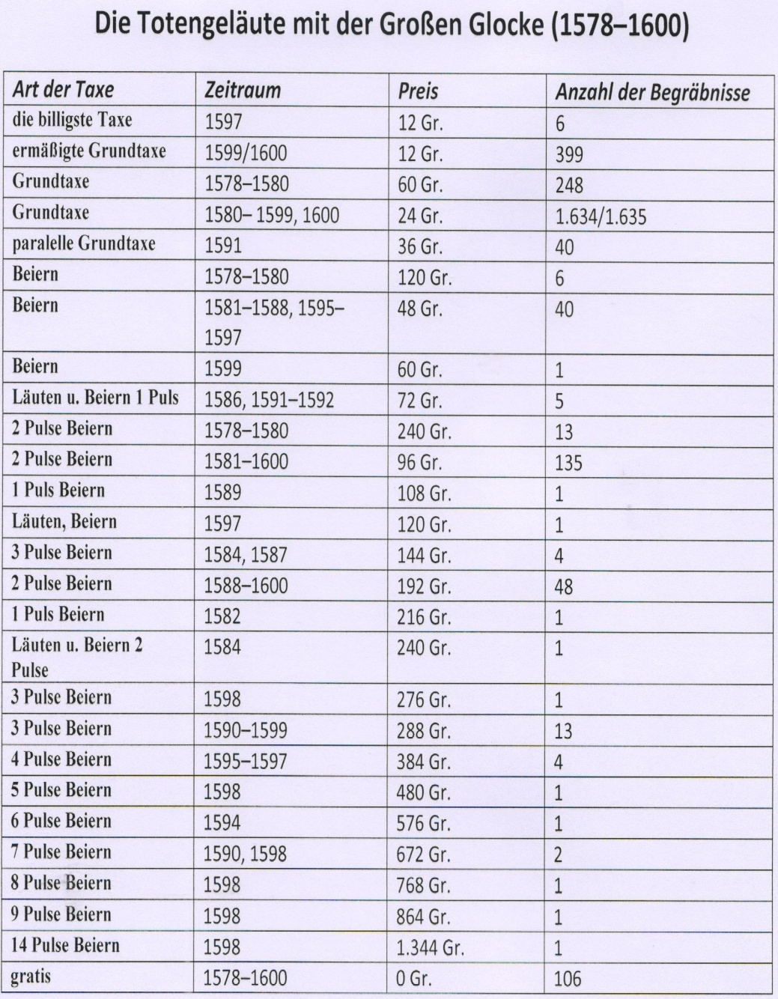 Die Totengeläute mit der Großen Glocke (1578–1600)
Art der Taxe Zeitraum Preis Anzahl der Begräbnisse
die billigste Taxe 1597 12 Gr. 6
ermäßigte Grundtaxe 1599/1600 12 Gr. 399
Grundtaxe 1578–1580 60 Gr. 248
Grundtaxe 1580– 1599, 1600 24 Gr. 1.634/1.635
paralelle Grundtaxe 1591 36 Gr. 40
Beiern 1578–1580 120 Gr. 6
Beiern 1581–1588, 1595– 48 Gr. 40
1597
Beiern 1599 60 Gr. 1
Läuten u. Beiern 1 Puls 1586, 1591–1592 72 Gr. 5
2 Pulse Beiern 1578–1580 240 Gr. 13
2 Pulse Beiern 1581–1600 96 Gr. 135
1 Puls Beiern 1589 108 Gr. 1
Läuten, Beiern 1597 120 Gr. 1
3 Pulse Beiern 1584, 1587 144 Gr. 4
2 Pulse Beiern 1588–1600 192 Gr. 48
1 Puls Beiern 1582 216 Gr. 1
Läuten u. Beiern 2 1584 240 Gr. 1
Pulse
3 Pulse Beiern 1598 276 Gr. 1
3 Pulse Beiern 1590–1599 288 Gr. 13
4 Pulse Beiern 1595–1597 384 Gr. 4
5 Pulse Beiern 1598 480 Gr. 1
6 Pulse Beiern 1594 576 Gr. 1
7 Pulse Beiern 1590, 1598 672 Gr. 2
8 Pulse Beiern 1598 768 Gr. 1
9 Pulse Beiern 1598 864 Gr. 1
14 Pulse Beiern 1598 1.344 Gr. 1
gratis 1578–1600 0 Gr. 106